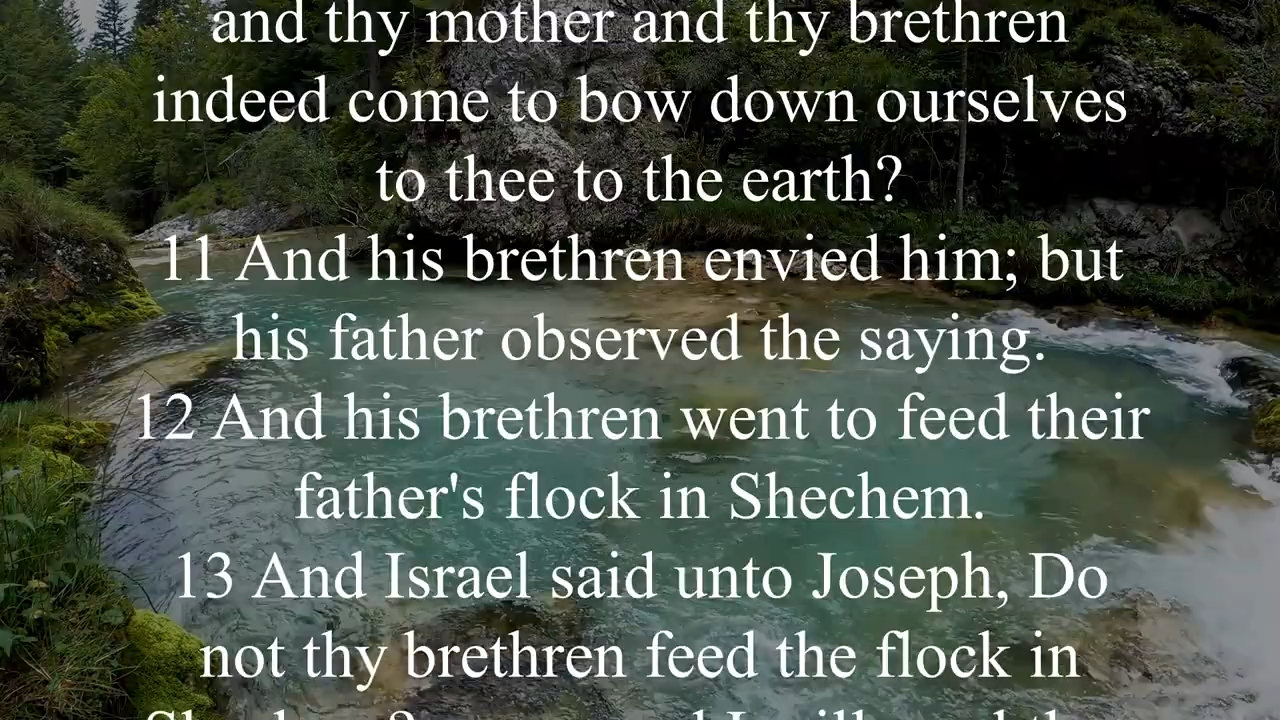 and thy mother and thy brethren
indeed come to bow down ourselves
to thee to the earth?
11 And his brethren envied him; but
his father observed the saying.
12 And his brethren went to feed their
father's flock in Shechem.
13 And Israel said unto Joseph, Do
not thy brethren feed the flock in